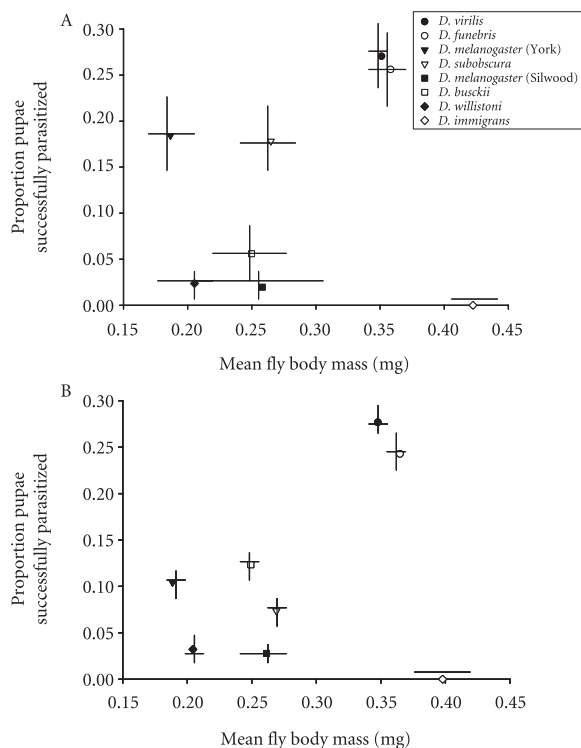 A
0.30
0.25
0.20
0.15
0.10
0.05
0.00
Proportion pupae
successfully parasitized
0.15 0.20 0.25 0.30 0.35 0.40 0.45
Mean fly body mass (mg)
D. virilis
D. funebris
D. melanogaster (York)
D. subobscura
D. melanogaster (Silwood)
D. busckii
D. willistoni
D. immigrans
B
0.30
0.25
0.20
0.15
0.10
0.05
0.00
Proportion pupae
successfully parasitized
0.15 0.20 0.25 0.30 0.35 0.40 0.45
Mean fly body mass (mg)